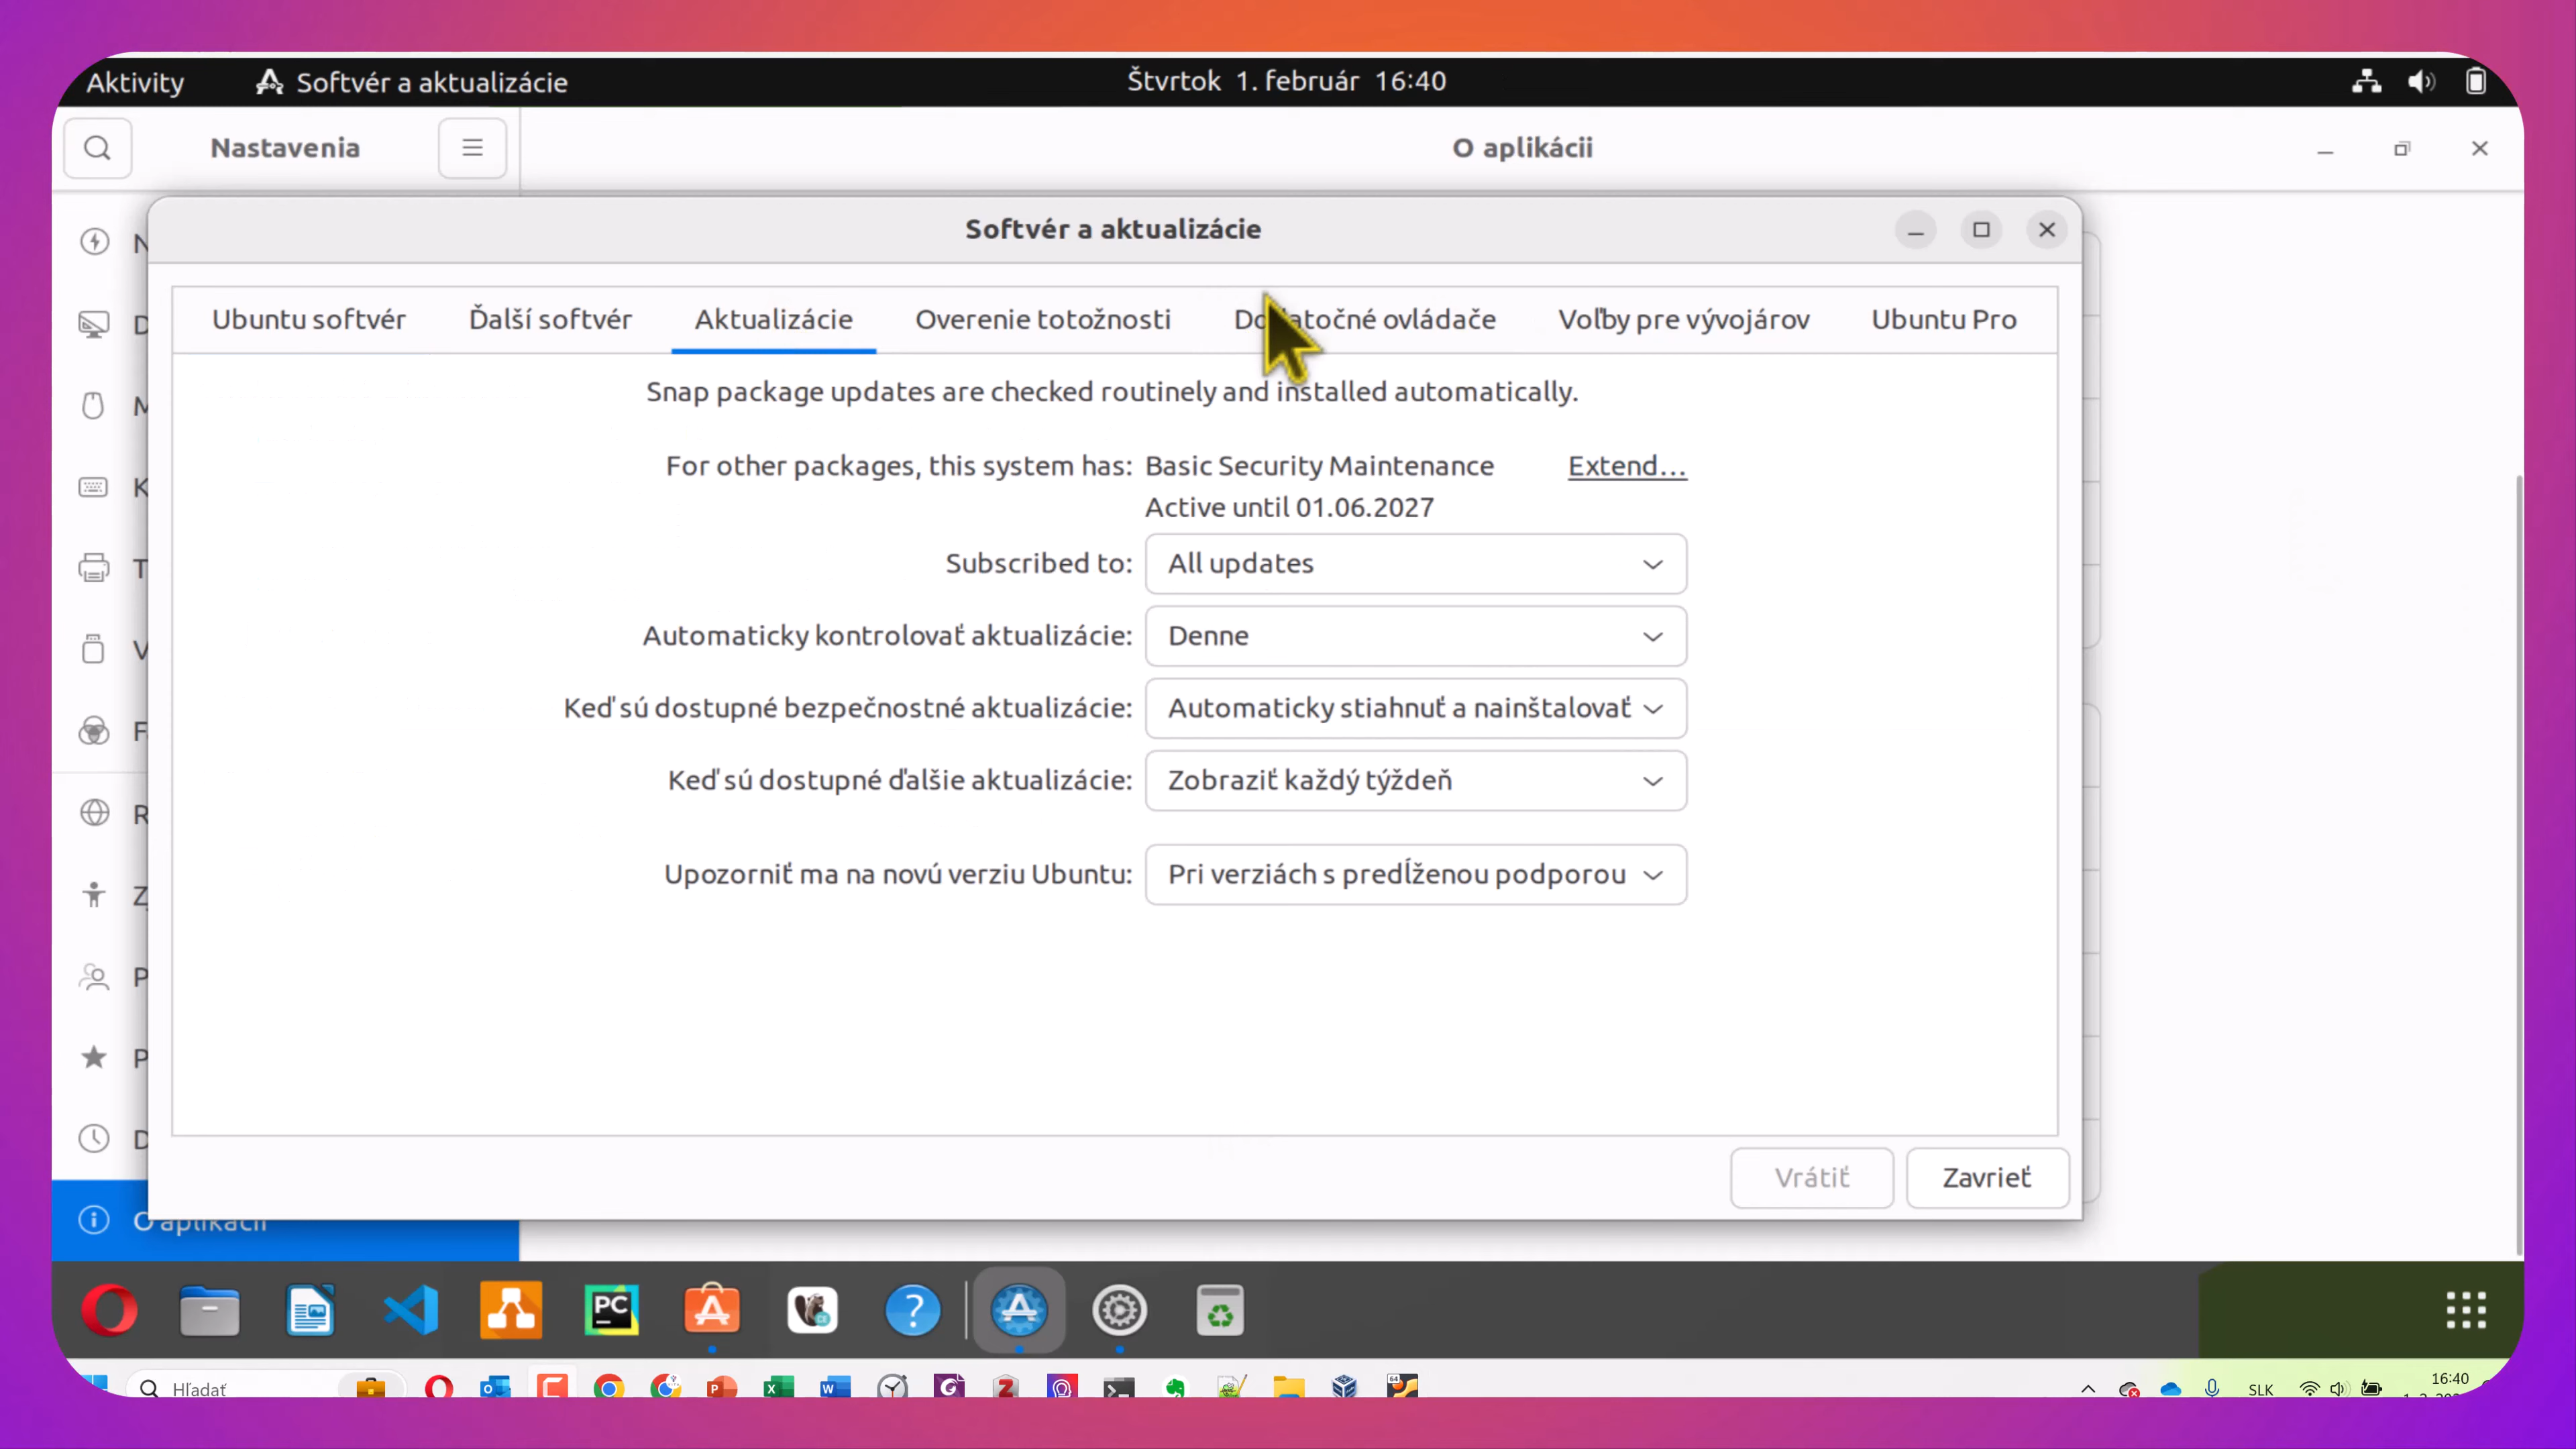 Aktivity
Softvér a aktualizácie
Štvrtok 1. február 16:40
Nastavenia
O aplikácii
Softvér a aktualizácie
Ubuntu softvér
Ďalší softvér
Aktualizácie
Overenie totožnosti
ovládače
Voľby pre vývojárov
Ubuntu Pro
Snap package updates are checked routinely and installed automatically.
For other packages, this system has: Basic Security Maintenance Extend...
Active until 01.06.2027
Subscribed to: All updates
Automaticky kontrolovať aktualizácie: Denne
Keď sú dostupné bezpečnostné aktualizácie: Automaticky stiahnuť a nainštalovať
Keď sú dostupné ďalšie aktualizácie: Zobraziť každý týždeň
Upozorniť ma na novú verziu Ubuntu: Pri verziách s predĺženou podporou
Vrátiť
Zavrieť
O aplikácii
PC
Hľadať
SLK
16:40